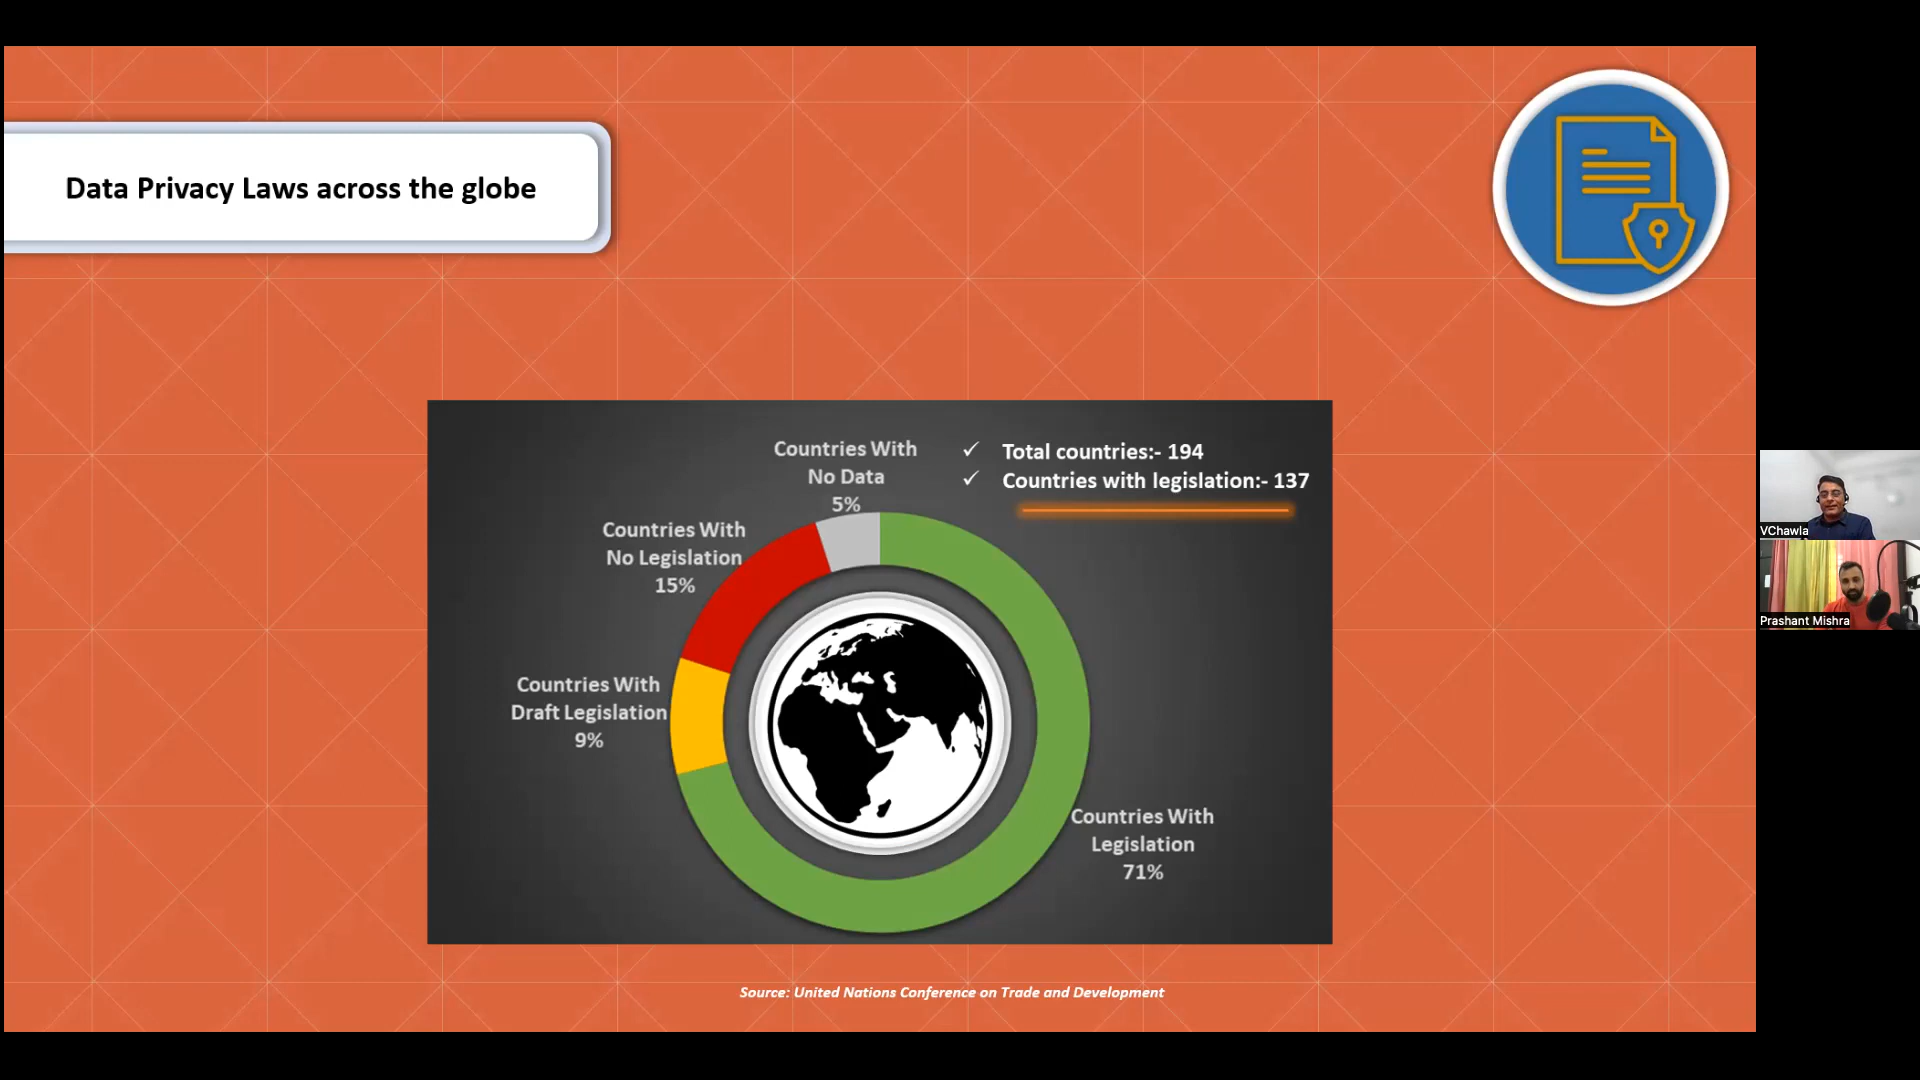 Data Privacy Laws across the globe
Countries With
No Data
5%
✓ Total countries:- 194
✓ Countries with legislation:- 137
Countries With
No Legislation
15%
Countries With
Draft Legislation
9%
Countries With
Legislation
71%
Source: United Nations Conference on Trade and Development
VChawla
Prashant Mishra